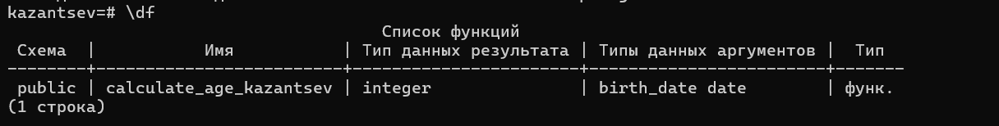 kazantsev=# \df
Список функций
Схема | Имя | Тип данных результата | Типы данных аргументов | Тип
--------+-------------------------+-----------------------+------------------------+-------
public | calculate_age_kazantsev | integer | birth_date date | функ.
(1 строка)